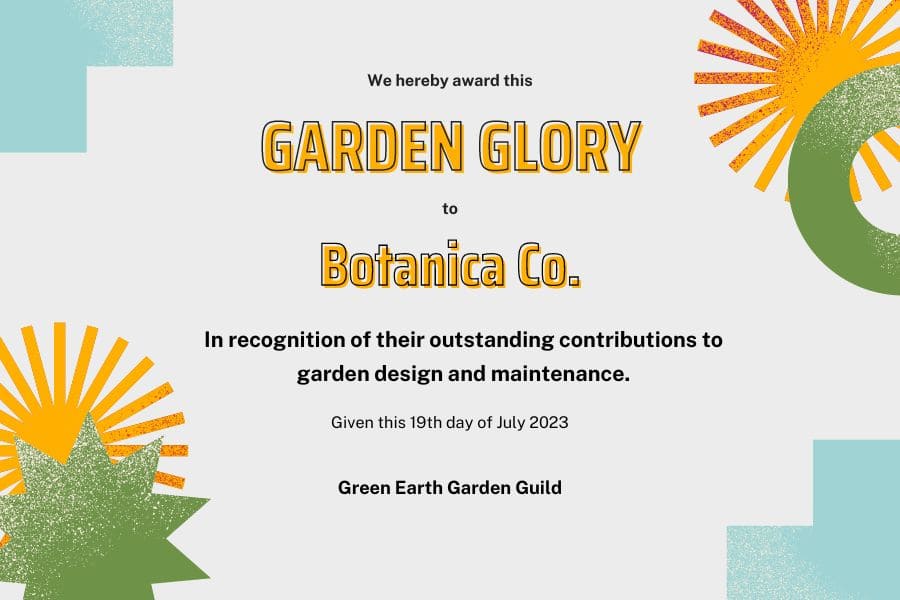 We hereby award this
GARDEN GLORY
to
Botanica Co.
In recognition of their outstanding contributions to
garden design and maintenance.
Given this 19th day of July 2023
Green Earth Garden Guild